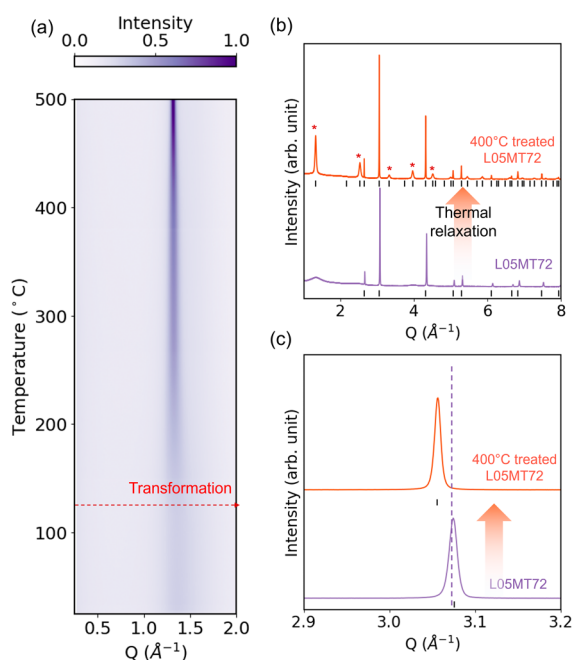 (a)
Intensity
0.0 0.5 1.0
500
400
300
200
100
Temperature (°C)
Transformation
0.5 1.0 1.5 2.0
Q (Å⁻¹)
(b)
Intensity (arb. unit)
* * * * *
400°C treated
L05MT72
Thermal
relaxation
L05MT72
2 4 6 8
Q (Å⁻¹)
(c)
Intensity (arb. unit)
400°C treated
L05MT72
L05MT72
2.9 3.0 3.1 3.2
Q (Å⁻¹)